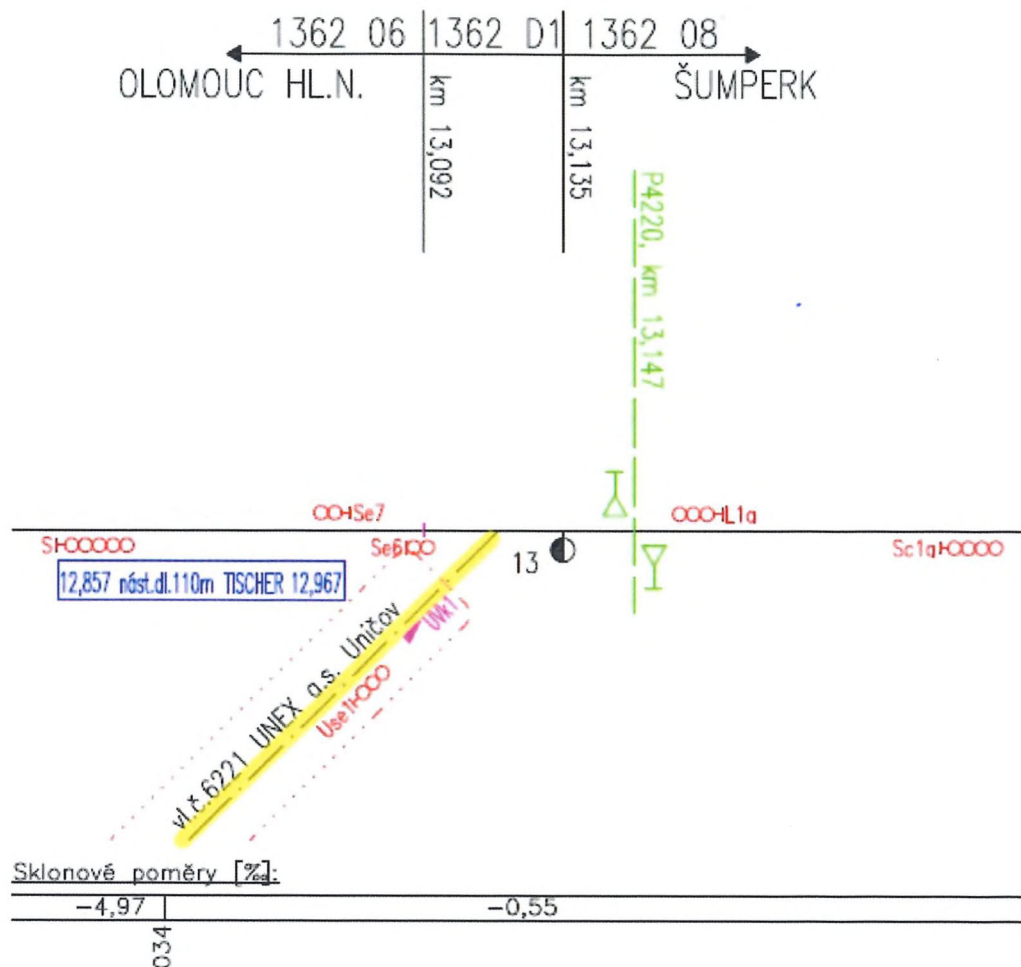 1362 06 1362 D1 1362 08
OLOMOUC HL.N.
ŠUMPERK
km 13,092
km 13,135
P4220, km 13,147
Se7
L1a
S
Se6
13
Sc1a
12,857 nást.dl.110m TISCHER 12,967
UVk1
Use1
vl.č.6221 UNEX a.s. Uničov
Sklonové poměry [‰]:
-4,97
-0,55
034